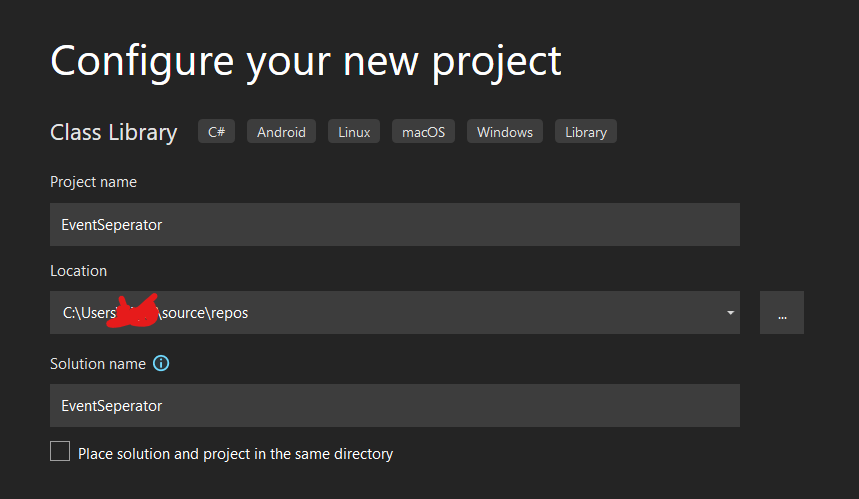 Configure your new project
Class Library C# Android Linux macOS Windows Library
Project name
EventSeperator
Location
C:\Users\ \source\repos ...
Solution name
EventSeperator
Place solution and project in the same directory